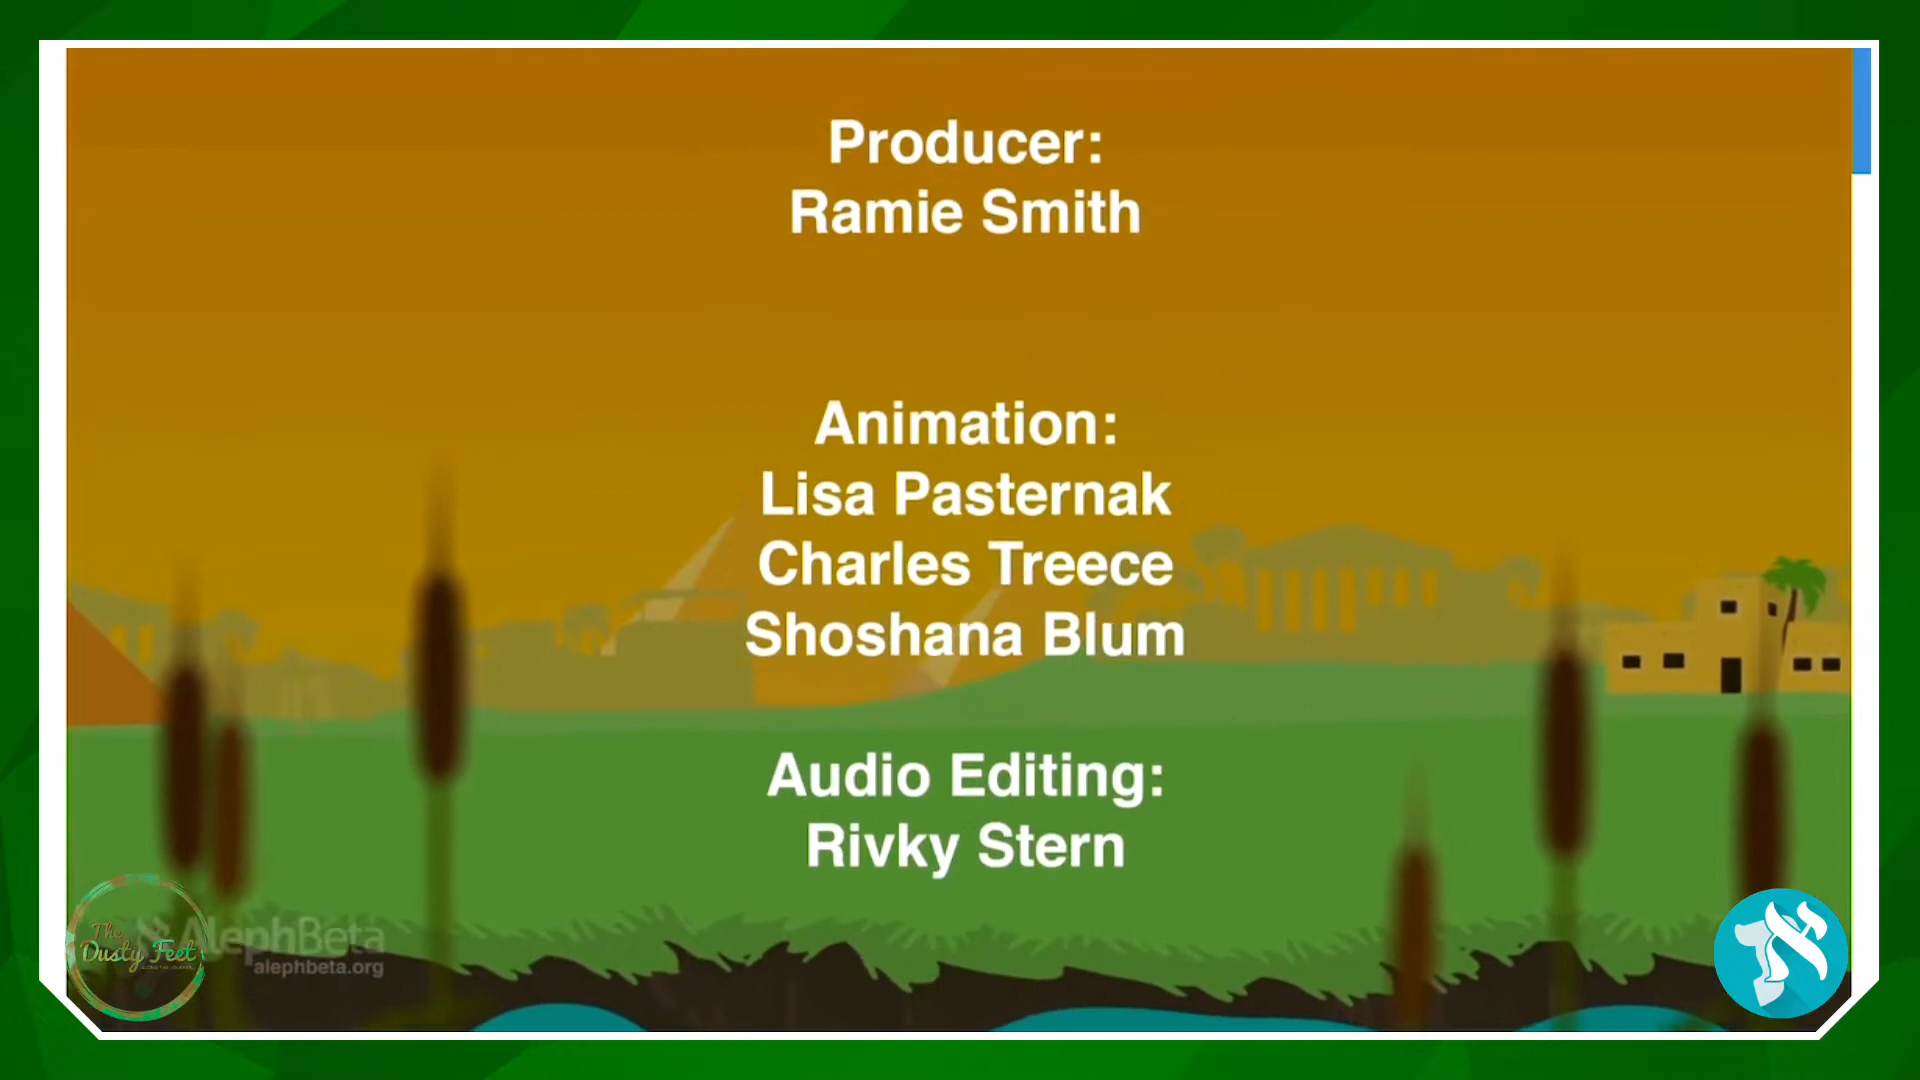 Producer:
Ramie Smith
Animation:
Lisa Pasternak
Charles Treece
Shoshana Blum
Audio Editing:
Rivky Stern
The
Dusty Feet
AlephBeta
alephbeta.org
א